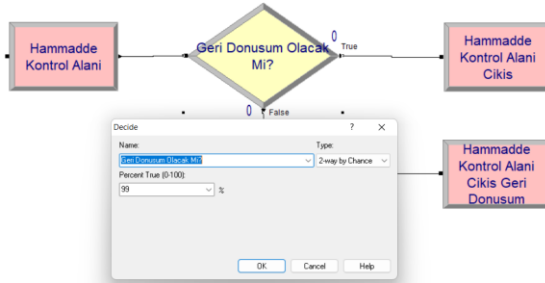 Hammadde
Kontrol Alani
Geri Donusum Olacak
Mi?
0
True
Hammadde
Kontrol Alani
Cikis
0
False
Decide
?
X
Name:
Type:
Geri Donusum Olacak Mi?
2-way by Chance
Percent True (0-100):
99
%
OK
Cancel
Help
Hammadde
Kontrol Alani
Cikis Geri
Donusum